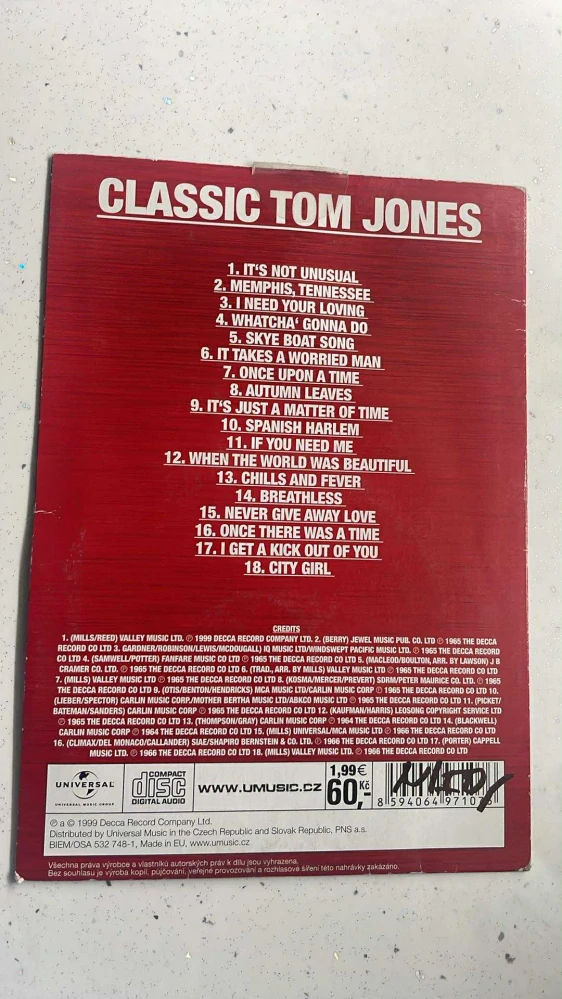 CLASSIC TOM JONES
1. IT'S NOT UNUSUAL
2. MEMPHIS, TENNESSEE
3. I NEED YOUR LOVING
4. WHATCHA' GONNA DO
5. SKYE BOAT SONG
6. IT TAKES A WORRIED MAN
7. ONCE UPON A TIME
8. AUTUMN LEAVES
9. IT'S JUST A MATTER OF TIME
10. SPANISH HARLEM
11. IF YOU NEED ME
12. WHEN THE WORLD WAS BEAUTIFUL
13. CHILLS AND FEVER
14. BREATHLESS
15. NEVER GIVE AWAY LOVE
16. ONCE THERE WAS A TIME
17. I GET A KICK OUT OF YOU
18. CITY GIRL
CREDITS
1. (MILLS/REED) VALLEY MUSIC LTD. ℗ 1999 DECCA RECORD COMPANY LTD. 2. (BERRY) JEWEL MUSIC PUB. CO. LTD ℗ 1965 THE DECCA
RECORD CO LTD 3. GARDNER/ROBINSON/LEWIS/MCDOUGALL) IQ MUSIC LTD/WINDSWEPT PACIFIC MUSIC LTD. ℗ 1965 THE DECCA RECORD
CO LTD 4. (SAMWELL/POTTER) FANFARE MUSIC CO LTD ℗ 1965 THE DECCA RECORD CO LTD 5. (MACLEOD/BOULTON, ARR. BY LAWSON) J B
CRAMER CO. LTD. ℗ 1965 THE DECCA RECORD CO LTD 6. (TRAD., ARR. BY MILLS) VALLEY MUSIC LTD ℗ 1965 THE DECCA RECORD CO LTD
7. (MILLS) VALLEY MUSIC LTD ℗ 1965 THE DECCA RECORD CO LTD 8. (KOSMA/MERCER/PREVERT) SDRM/PETER MAURICE CO. LTD. ℗ 1965
THE DECCA RECORD CO LTD 9. (OTIS/BENTON/HENDRICKS) MCA MUSIC LTD/CARLIN MUSIC CORP ℗ 1965 THE DECCA RECORD CO LTD 10.
(LIEBER/SPECTOR) CARLIN MUSIC CORP/MOTHER BERTHA MUSIC LTD/ABKCO MUSIC LTD ℗ 1965 THE DECCA RECORD CO LTD 11. (PICKET/
BATEMAN/SANDERS) CARLIN MUSIC CORP ℗ 1965 THE DECCA RECORD CO LTD 12. (KAUFMAN/HARRIS) LEOSONG COPYRIGHT SERVICE LTD
℗ 1965 THE DECCA RECORD CO LTD 13. (THOMPSON/GRAY) CARLIN MUSIC CORP ℗ 1964 THE DECCA RECORD CO LTD 14. (BLACKWELL)
CARLIN MUSIC CORP ℗ 1964 THE DECCA RECORD CO LTD 15. (MILLS) UNIVERSAL/MCA MUSIC LTD ℗ 1966 THE DECCA RECORD CO LTD
16. (CLIMAX/DEL MONACO/CALLANDER) SIAE/SHAPIRO BERNSTEIN & CO. LTD. ℗ 1966 THE DECCA RECORD CO LTD 17. (PORTER) CAPPELL
MUSIC LTD. ℗ 1966 THE DECCA RECORD CO LTD 18. (MILLS) VALLEY MUSIC LTD. ℗ 1966 THE DECCA RECORD CO LTD
UNIVERSAL
UNIVERSAL MUSIC GROUP
COMPACT
disc
DIGITAL AUDIO
WWW.UMUSIC.CZ
1,99€
60,- Kč
8 594064 97107
℗ a © 1999 Decca Record Company Ltd.
Distributed by Universal Music in the Czech Republic and Slovak Republic, PNS a.s.
BIEM/OSA 532 748-1, Made in EU, www.umusic.cz
Všechna práva výrobce a vlastníků autorských práv k dílu jsou vyhrazena.
Bez souhlasu je výroba kopií, půjčování, veřejné provozování a rozhlasové šíření této nahrávky zakázano.